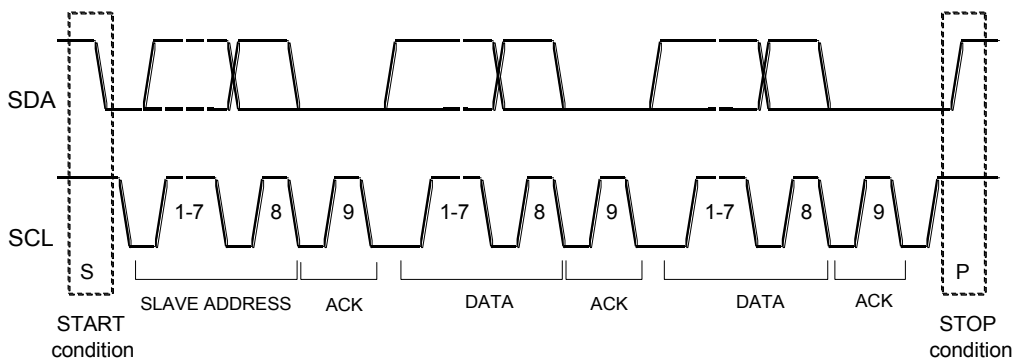 SDA
SCL
1-7 8 9 1-7 8 9 1-7 8 9
S P
SLAVE ADDRESS ACK DATA ACK DATA ACK
START
condition
STOP
condition